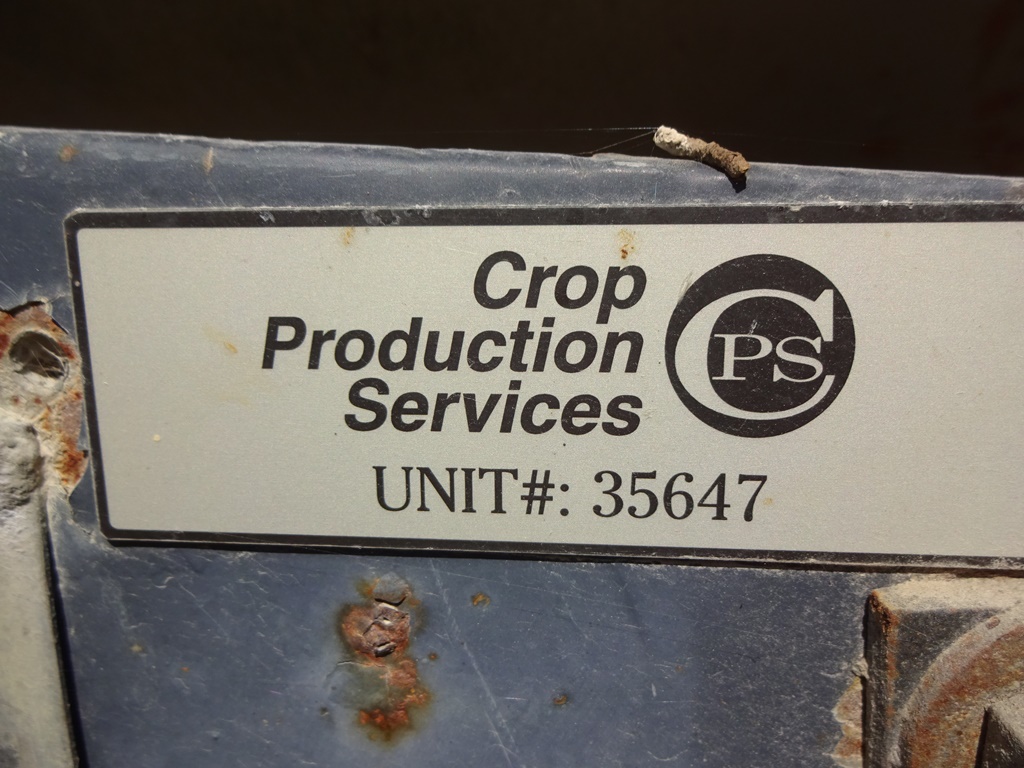 Crop
Production
Services
CPS
UNIT#: 35647